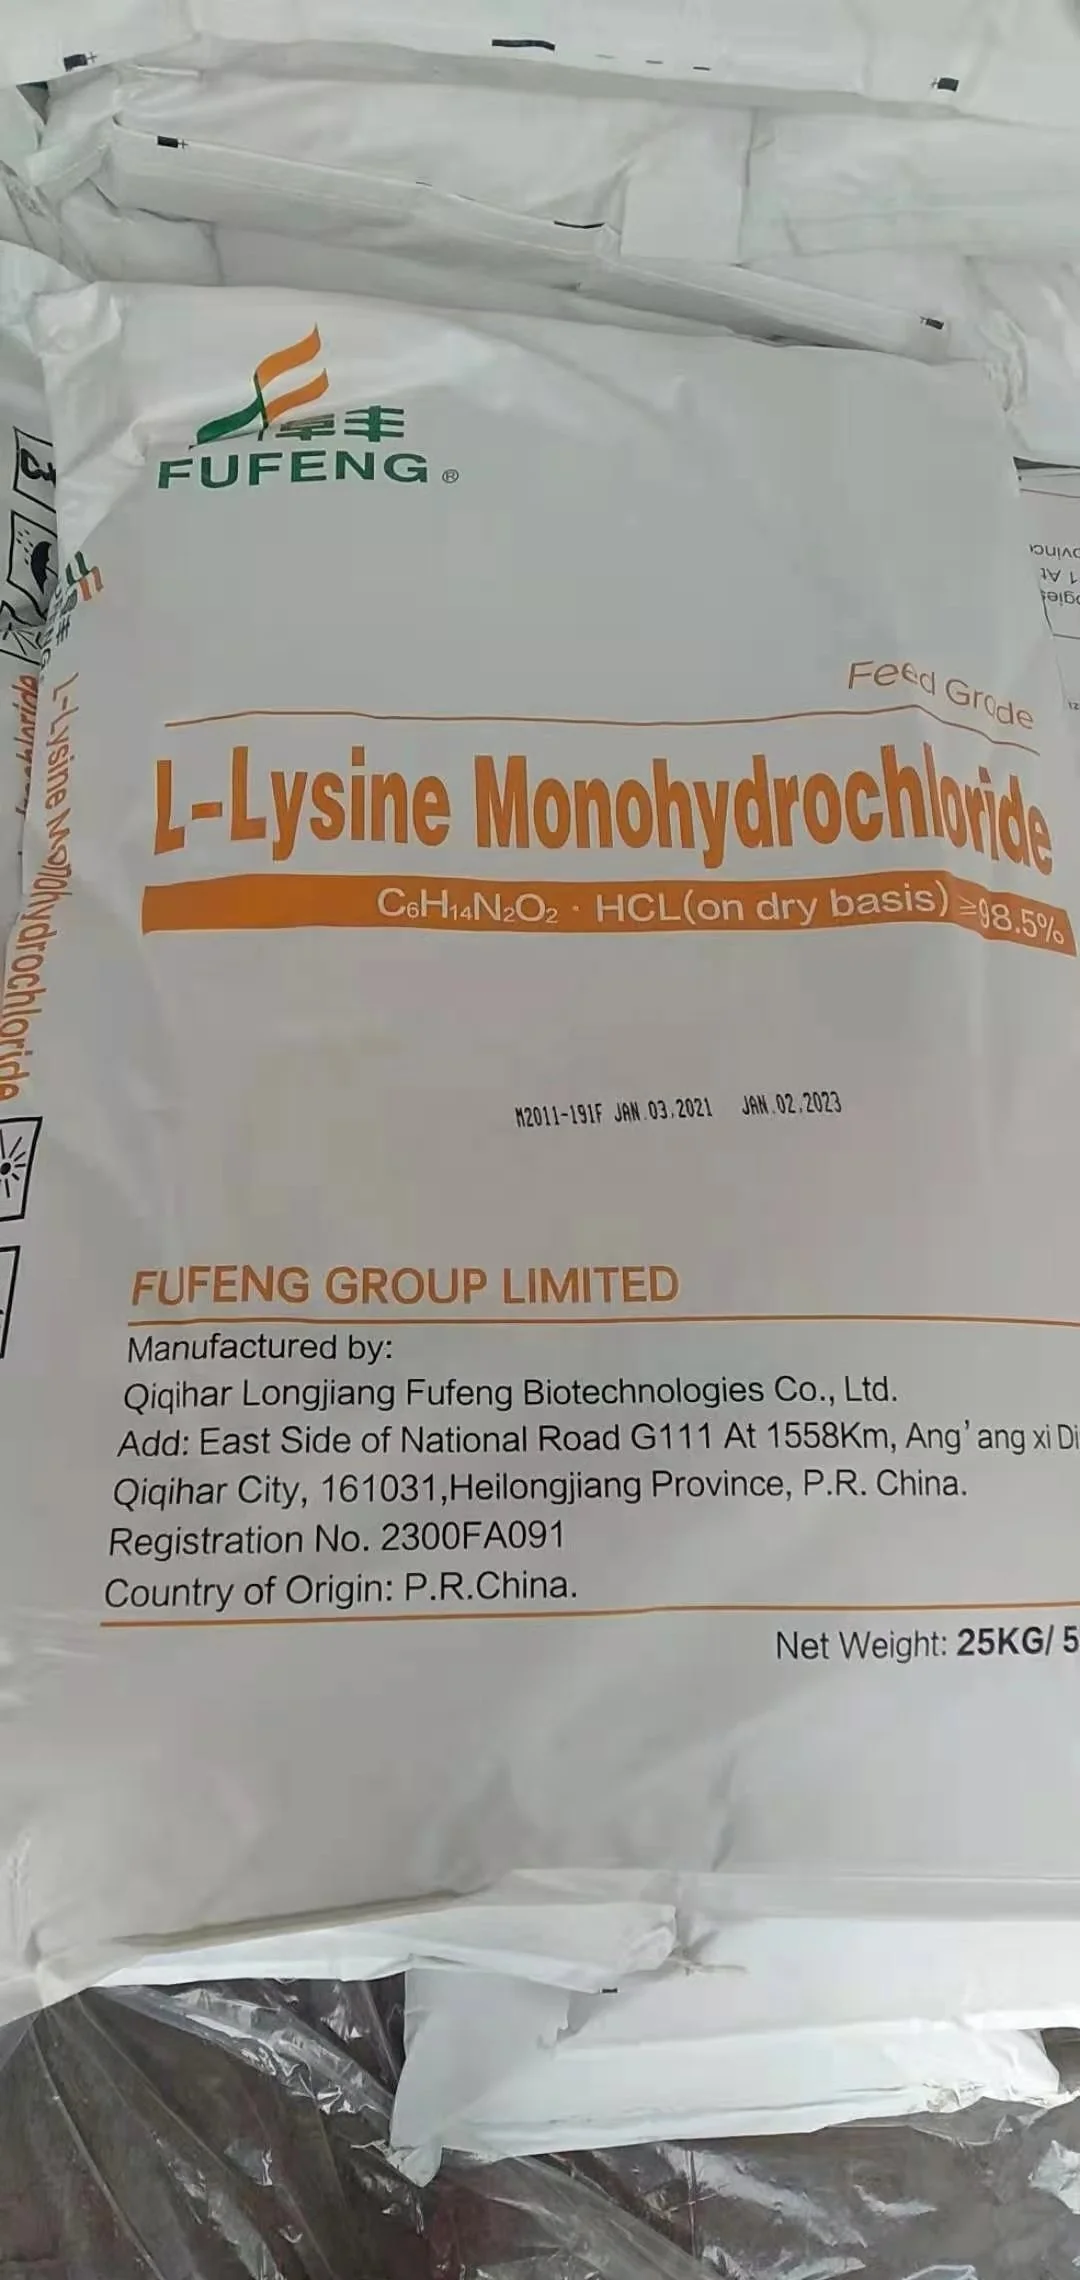 阜丰
FUFENG®
Feed Grade
L-Lysine Monohydrochloride
C₆H₁₄N₂O₂ · HCL(on dry basis) ≥98.5%
M2011-191F JAN.03.2021 JAN.02.2023
FUFENG GROUP LIMITED
Manufactured by:
Qiqihar Longjiang Fufeng Biotechnologies Co., Ltd.
Add: East Side of National Road G111 At 1558Km, Ang' ang xi Di
Qiqihar City, 161031,Heilongjiang Province, P.R. China.
Registration No. 2300FA091
Country of Origin: P.R.China.
Net Weight: 25KG/ 5
L-Lysine Monohydrochloride
3